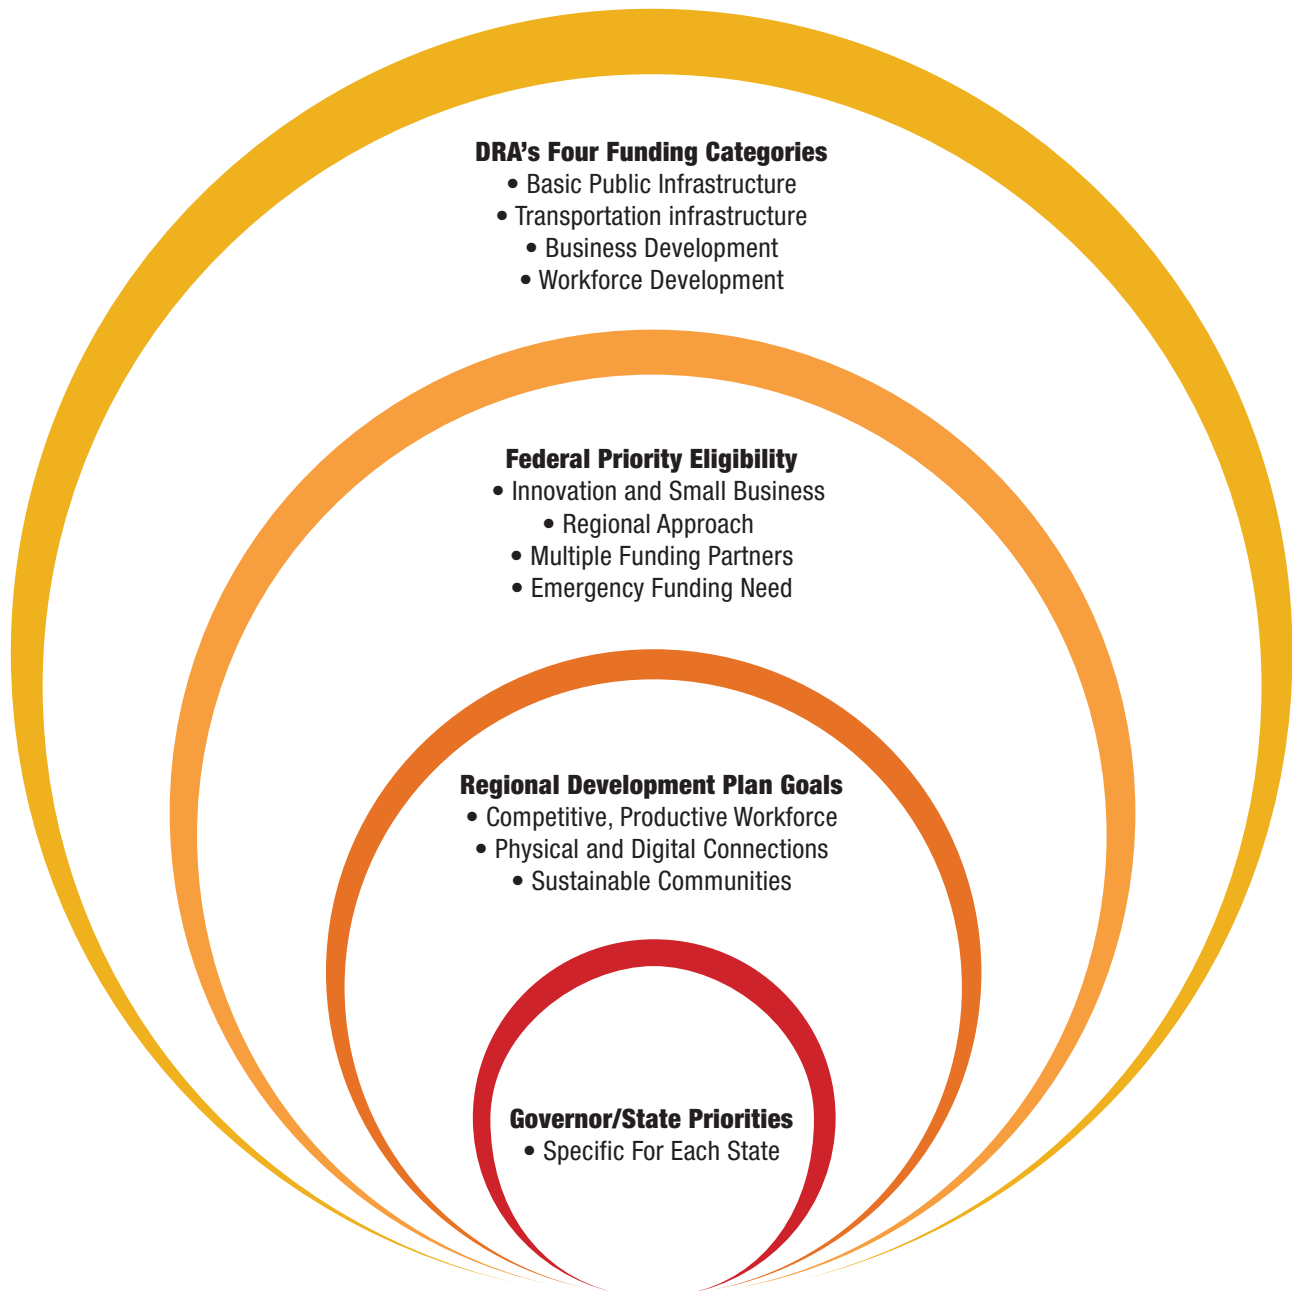 DRA's Four Funding Categories
• Basic Public Infrastructure
• Transportation infrastructure
• Business Development
• Workforce Development
Federal Priority Eligibility
• Innovation and Small Business
• Regional Approach
• Multiple Funding Partners
• Emergency Funding Need
Regional Development Plan Goals
• Competitive, Productive Workforce
• Physical and Digital Connections
• Sustainable Communities
Governor/State Priorities
• Specific For Each State